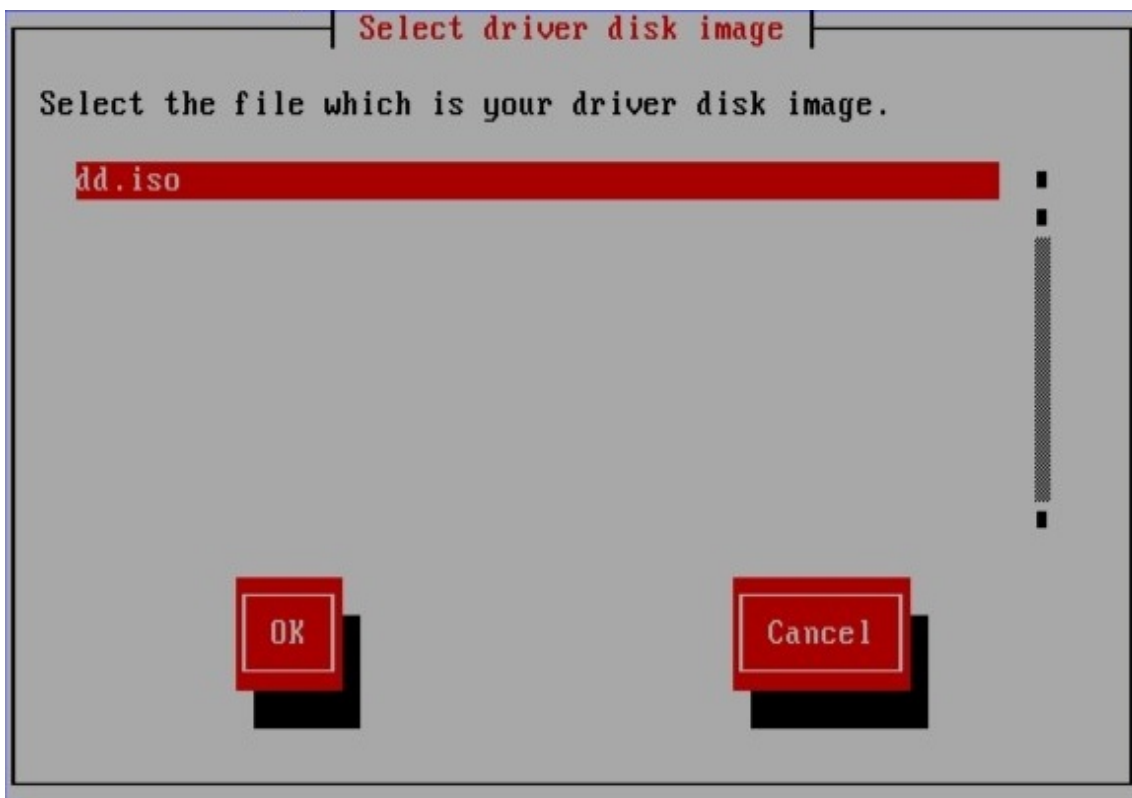 Select driver disk image
Select the file which is your driver disk image.
dd.iso
OK
Cancel